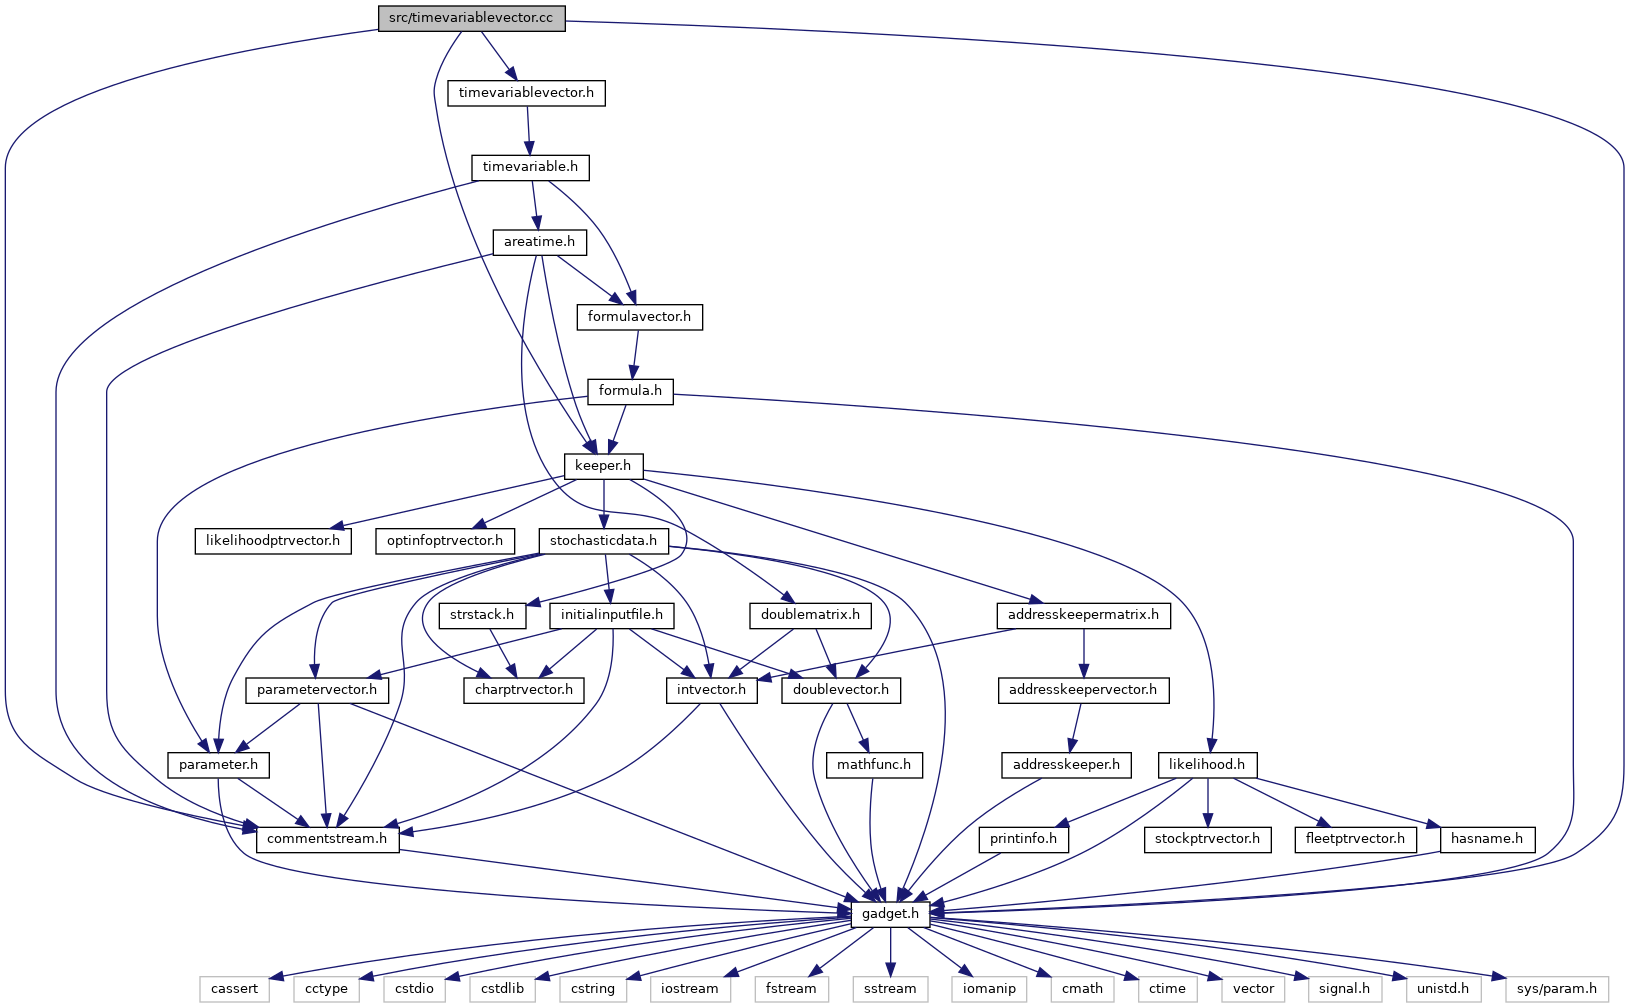 src/timevariablevector.cc
timevariablevector.h
timevariable.h
areatime.h
formulavector.h
formula.h
keeper.h
likelihoodptrvector.h
optinfoptrvector.h
stochasticdata.h
strstack.h
initialinputfile.h
doublematrix.h
addresskeepermatrix.h
parametervector.h
charptrvector.h
intvector.h
doublevector.h
addresskeepervector.h
parameter.h
mathfunc.h
addresskeeper.h
likelihood.h
commentstream.h
printinfo.h
stockptrvector.h
fleetptrvector.h
hasname.h
gadget.h
cassert
cctype
cstdio
cstdlib
cstring
iostream
fstream
sstream
iomanip
cmath
ctime
vector
signal.h
unistd.h
sys/param.h